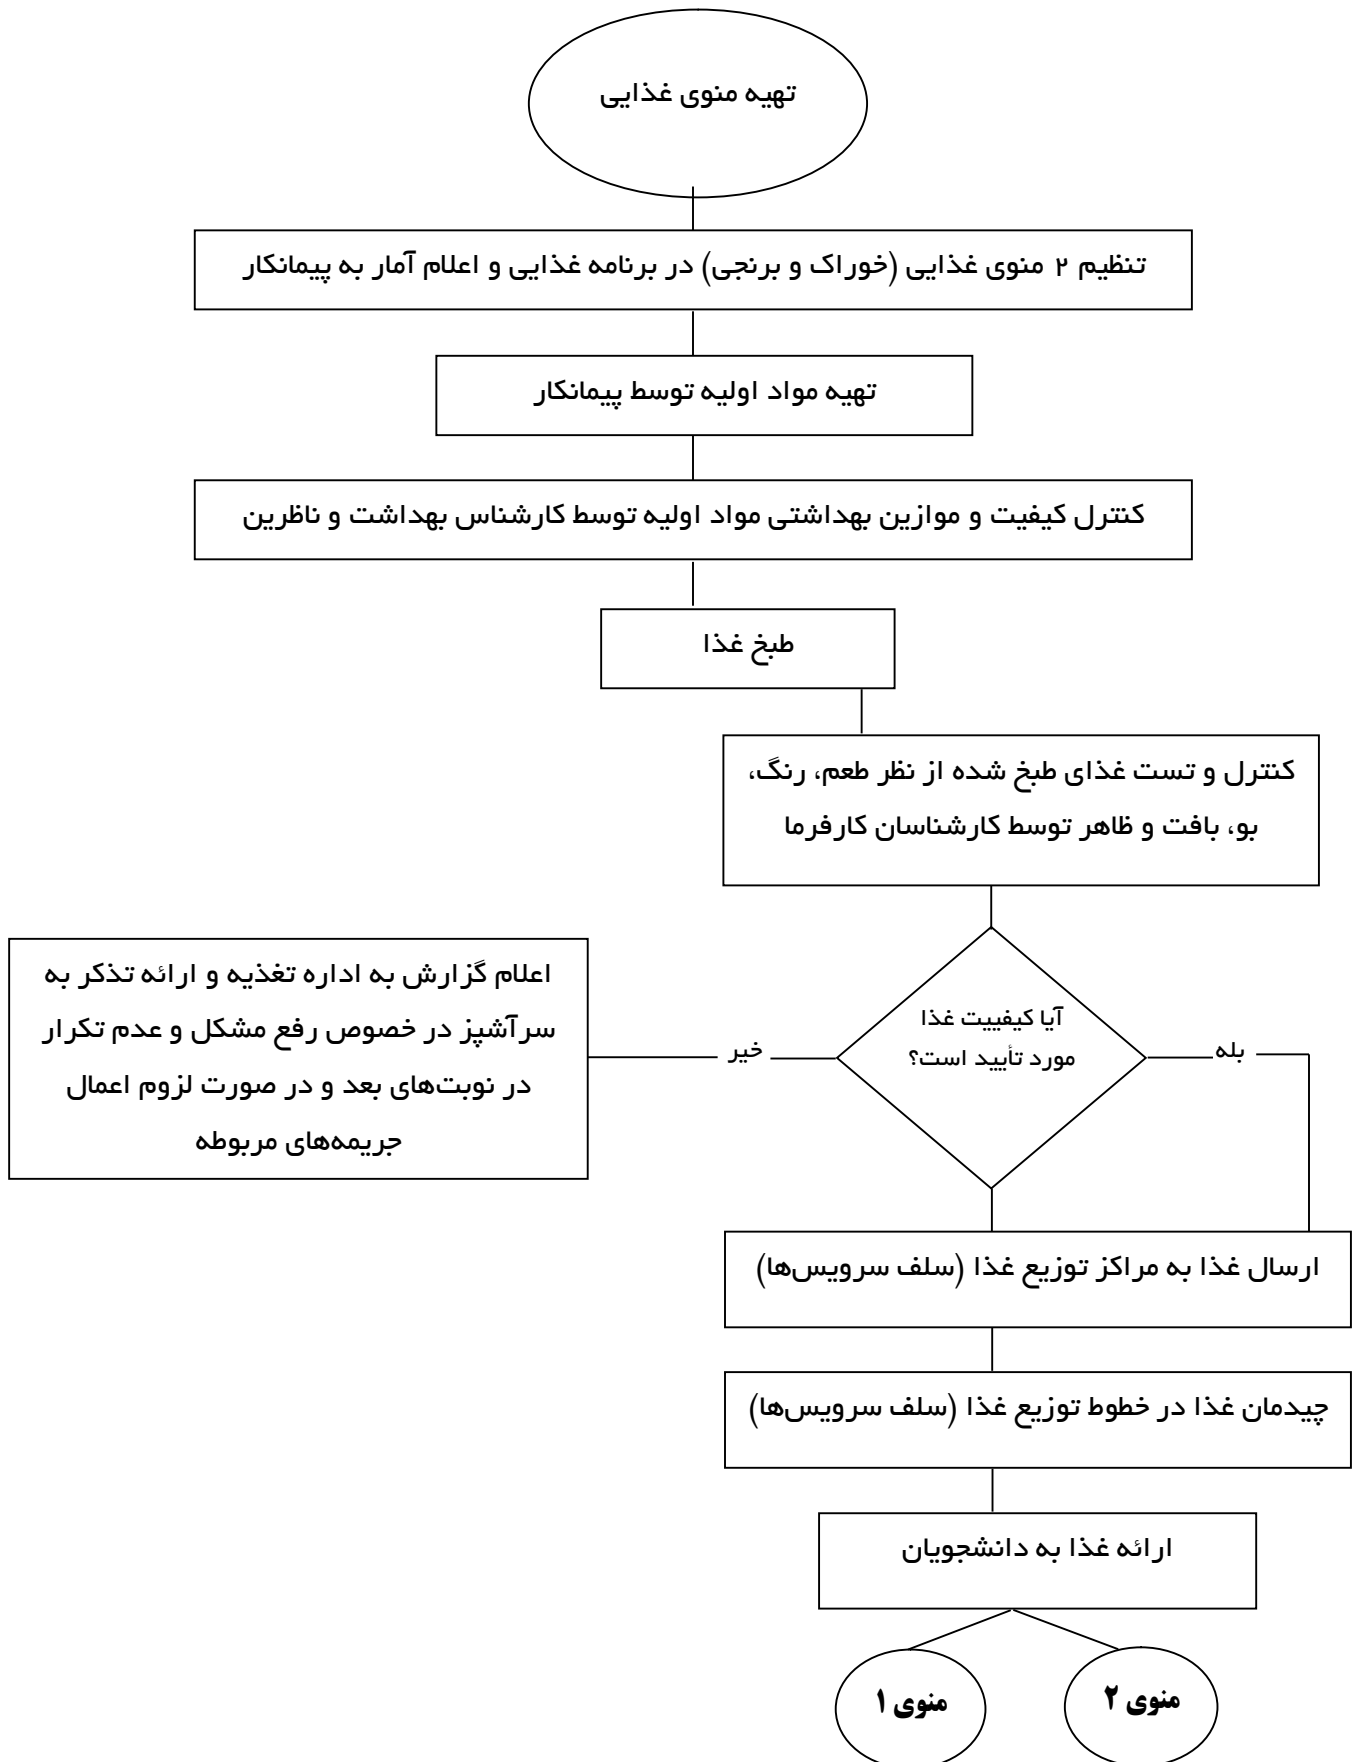 تهیه منوی غذایی
تنظیم ۲ منوی غذایی (خوراک و برنجی) در برنامه غذایی و اعلام آمار به پیمانکار
تهیه مواد اولیه توسط پیمانکار
کنترل کیفیت و موازین بهداشتی مواد اولیه توسط کارشناس بهداشت و ناظرین
طبخ غذا
کنترل و تست غذای طبخ شده از نظر طعم، رنگ،
بو، بافت و ظاهر توسط کارشناسان کارفرما
آیا کیفییت غذا
مورد تأیید است؟
بله
خیر
اعلام گزارش به اداره تغذیه و ارائه تذکر به
سرآشپز در خصوص رفع مشکل و عدم تکرار
در نوبت‌های بعد و در صورت لزوم اعمال
جریمه‌های مربوطه
ارسال غذا به مراکز توزیع غذا (سلف سرویس‌ها)
چیدمان غذا در خطوط توزیع غذا (سلف سرویس‌ها)
ارائه غذا به دانشجویان
منوی ۲
منوی ۱